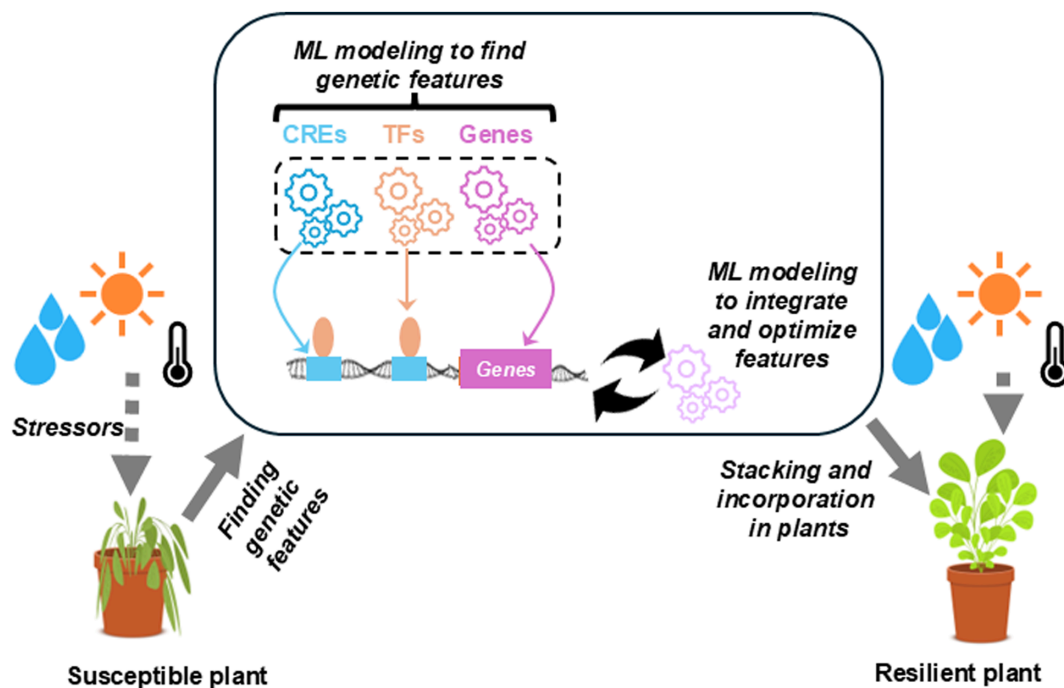 ML modeling to find
genetic features
CREs
TFs
Genes
Genes
ML modeling
to integrate
and optimize
features
Stressors
Finding
genetic
features
Stacking and
incorporation
in plants
Susceptible plant
Resilient plant